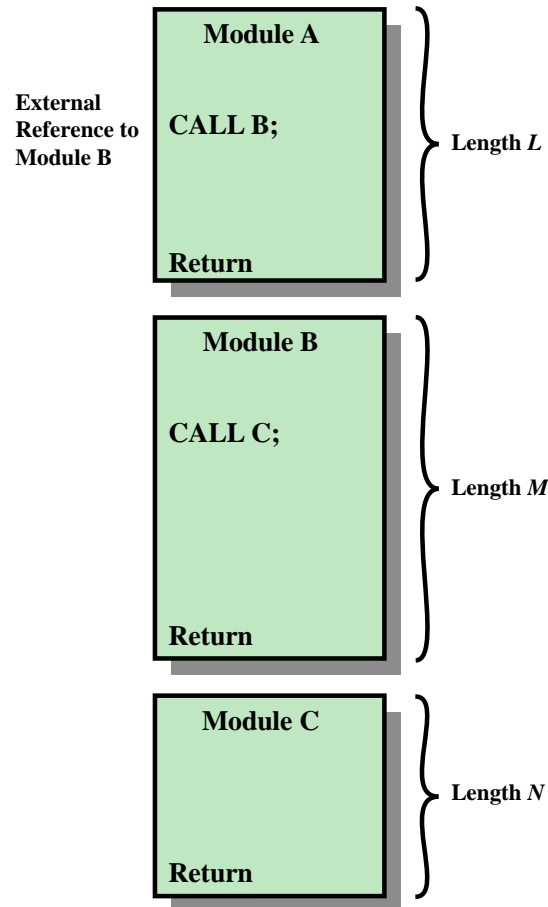 Module A
External
Reference to
Module B
CALL B;
Length L
Return
Module B
CALL C;
Length M
Return
Module C
Length N
Return